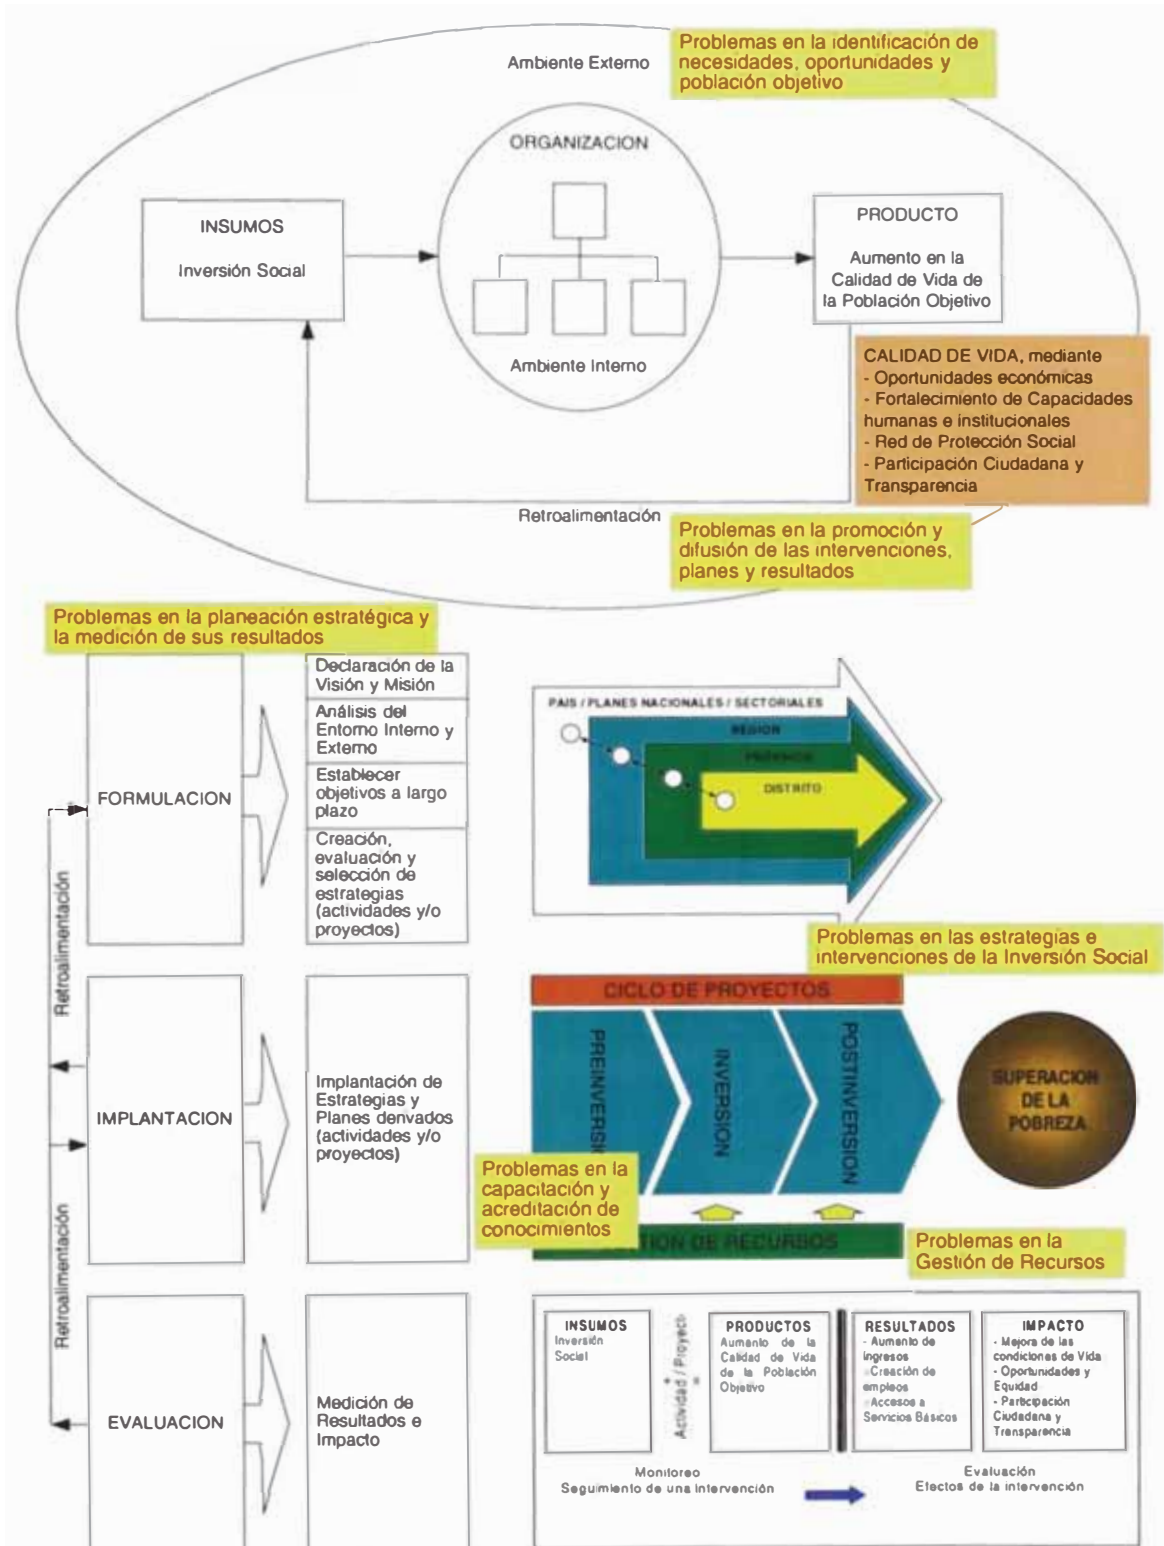 Ambiente Externo
Problemas en la identificación de
necesidades, oportunidades y
población objetivo
ORGANIZACION
INSUMOS
Inversión Social
PRODUCTO
Aumento en la
Calidad de Vida de
la Población Objetivo
Ambiente Interno
CALIDAD DE VIDA, mediante
- Oportunidades económicas
- Fortalecimiento de Capacidades
humanas e institucionales
- Red de Protección Social
- Participación Ciudadana y
Transparencia
Retroalimentación
Problemas en la promoción y
difusión de las intervenciones,
planes y resultados
Problemas en la planeación estratégica y
la medición de sus resultados
FORMULACION
Declaración de la
Visión y Misión
Análisis del
Entorno Interno y
Externo
Establecer
objetivos a largo
plazo
Creación,
evaluación y
selección de
estrategias
(actividades y/o
proyectos)
PAIS / PLANES NACIONALES / SECTORIALES
REGION
PROVINCIA
DISTRITO
Retroalimentación
Problemas en las estrategias e
intervenciones de la Inversión Social
IMPLANTACION
Implantación de
Estrategias y
Planes derivados
(actividades y/o
proyectos)
CICLO DE PROYECTOS
PREINVERSI
INVERSION
POSTINVERSION
SUPERACION
DE LA
POBREZA
Problemas en la
capacitación y
acreditación de
conocimientos
TION DE RECURSOS
Problemas en la
Gestión de Recursos
Retroalimentación
EVALUACION
Medición de
Resultados e
Impacto
INSUMOS
Inversión
Social
Actividad / Proyect
PRODUCTOS
Aumento de la
Calidad de Vida
de la Población
Objetivo
RESULTADOS
- Aumento de
ingresos
-Creación de
empleos
-Accesos a
Servicios Básicos
IMPACTO
- Mejora de las
condiciones de Vida
- Oportunidades y
Equidad
- Participación
Ciudadana y
Transparencia
Monitoreo
Seguimiento de una Intervención
Evaluación
Efectos de la intervención